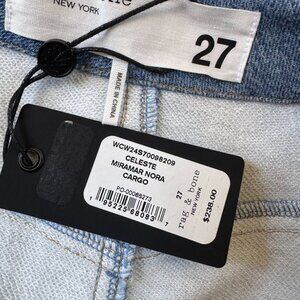 NEW YORK
27
MADE IN CHINA
WCW24S70098209
CELESTE
MIRAMAR NORA
CARGO
PO-00068273
27
rag & bone
NEW YORK
$238.00